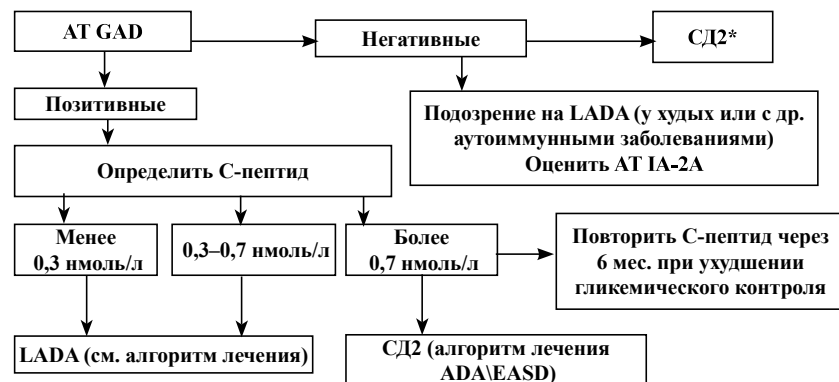 АТ GAD
Негативные
СД2*
Позитивные
Подозрение на LADA (у худых или с др.
аутоиммунными заболеваниями)
Оценить АТ IA-2A
Определить С-пептид
Менее
0,3 нмоль/л
0,3–0,7 нмоль/л
Более
0,7 нмоль/л
Повторить С-пептид через
6 мес. при ухудшении
гликемического контроля
LADA (см. алгоритм лечения)
СД2 (алгоритм лечения
ADA\EASD)